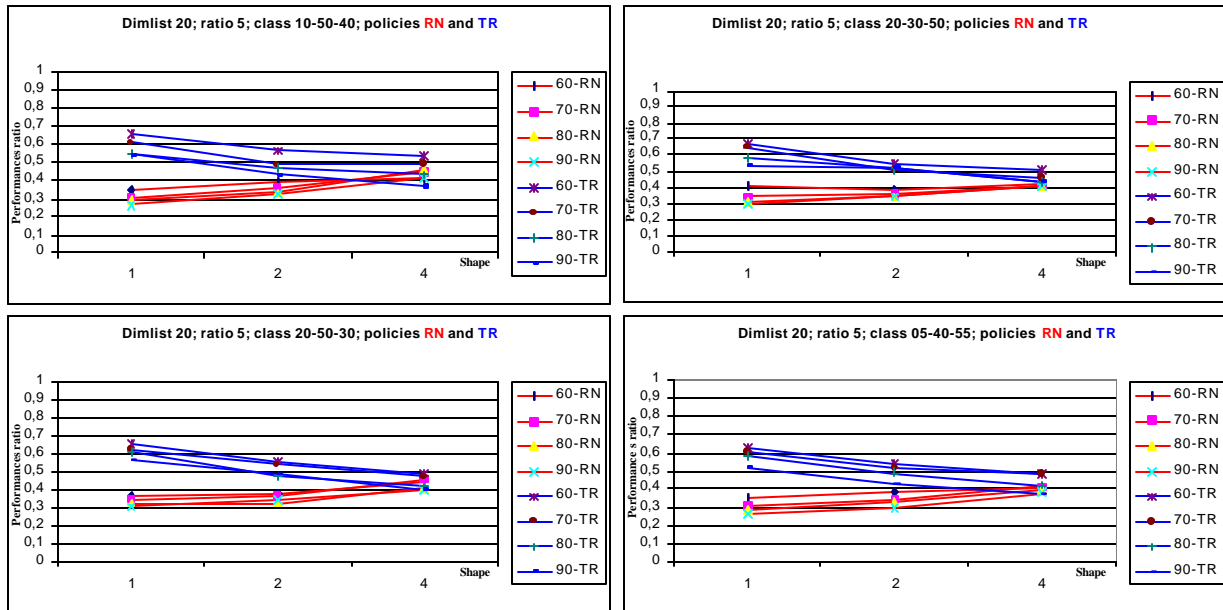 Dimlist 20; ratio 5; class 10-50-40; policies RN and TR
Performances ratio
1
0,9
0,8
0,7
0,6
0,5
0,4
0,3
0,2
0,1
0
1
2
4
Shape
60-RN
70-RN
80-RN
90-RN
60-TR
70-TR
80-TR
90-TR
Dimlist 20; ratio 5; class 20-30-50; policies RN and TR
Performances ratio
1
0,9
0,8
0,7
0,6
0,5
0,4
0,3
0,2
0,1
0
1
2
4
Shape
60-RN
70-RN
80-RN
90-RN
60-TR
70-TR
80-TR
90-TR
Dimlist 20; ratio 5; class 20-50-30; policies RN and TR
Performances ratio
1
0,9
0,8
0,7
0,6
0,5
0,4
0,3
0,2
0,1
0
1
2
4
Shape
60-RN
70-RN
80-RN
90-RN
60-TR
70-TR
80-TR
90-TR
Dimlist 20; ratio 5; class 05-40-55; policies RN and TR
Performance s ratio
1
0,9
0,8
0,7
0,6
0,5
0,4
0,3
0,2
0,1
0
1
2
4
Shape
60-RN
70-RN
80-RN
90-RN
60-TR
70-TR
80-TR
90-TR